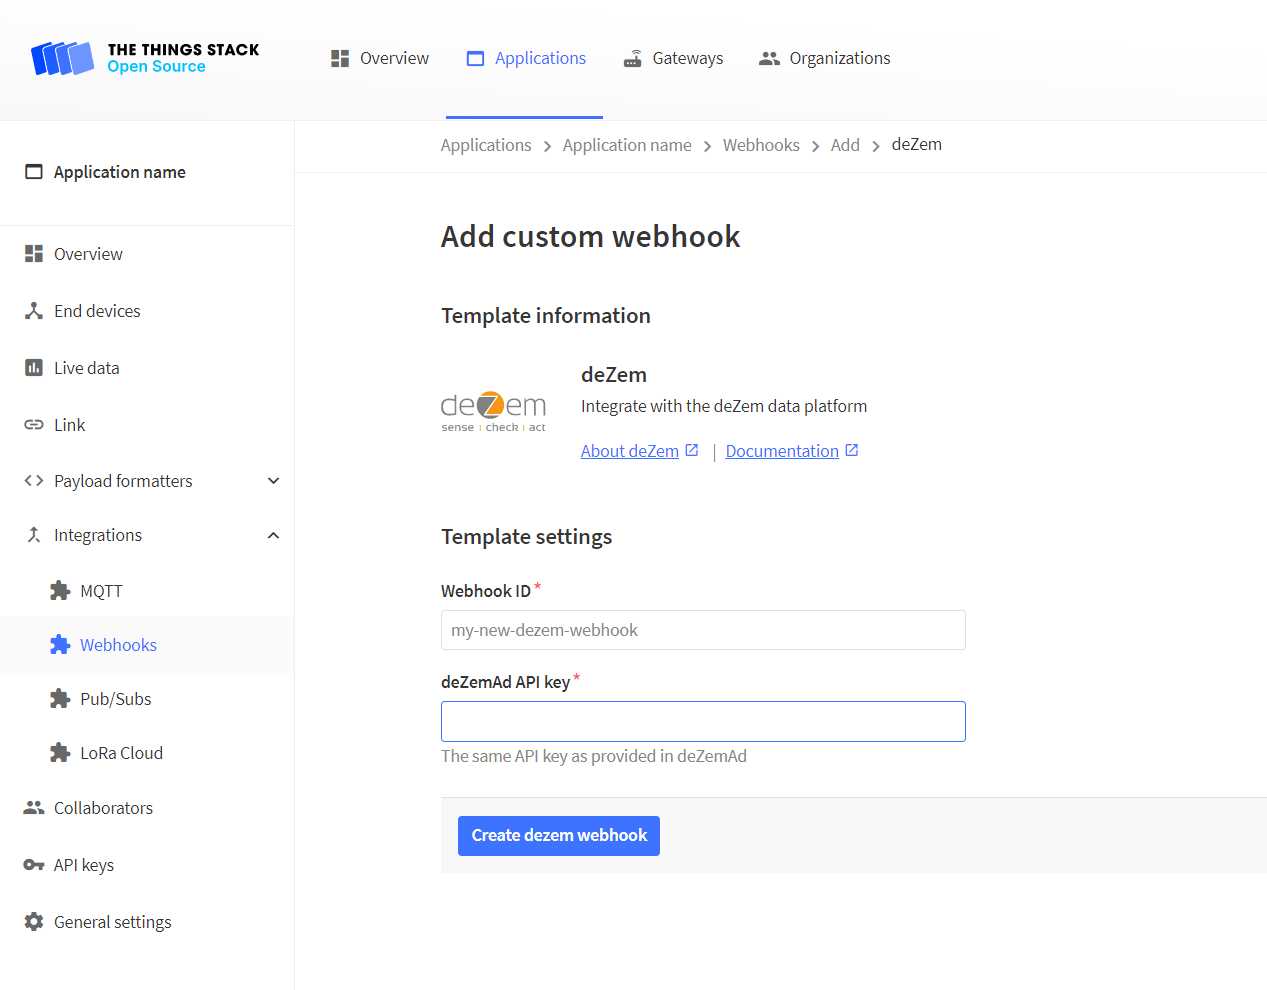 THE THINGS STACK
Open Source
Overview
Applications
Gateways
Organizations
Application name
Overview
End devices
Live data
Link
Payload formatters
Integrations
MQTT
Webhooks
Pub/Subs
LoRa Cloud
Collaborators
API keys
General settings
Applications > Application name > Webhooks > Add > deZem
Add custom webhook
Template information
deZem
sense | check | act
deZem
Integrate with the deZem data platform
About deZem | Documentation
Template settings
Webhook ID *
my-new-dezem-webhook
deZemAd API key *
The same API key as provided in deZemAd
Create dezem webhook